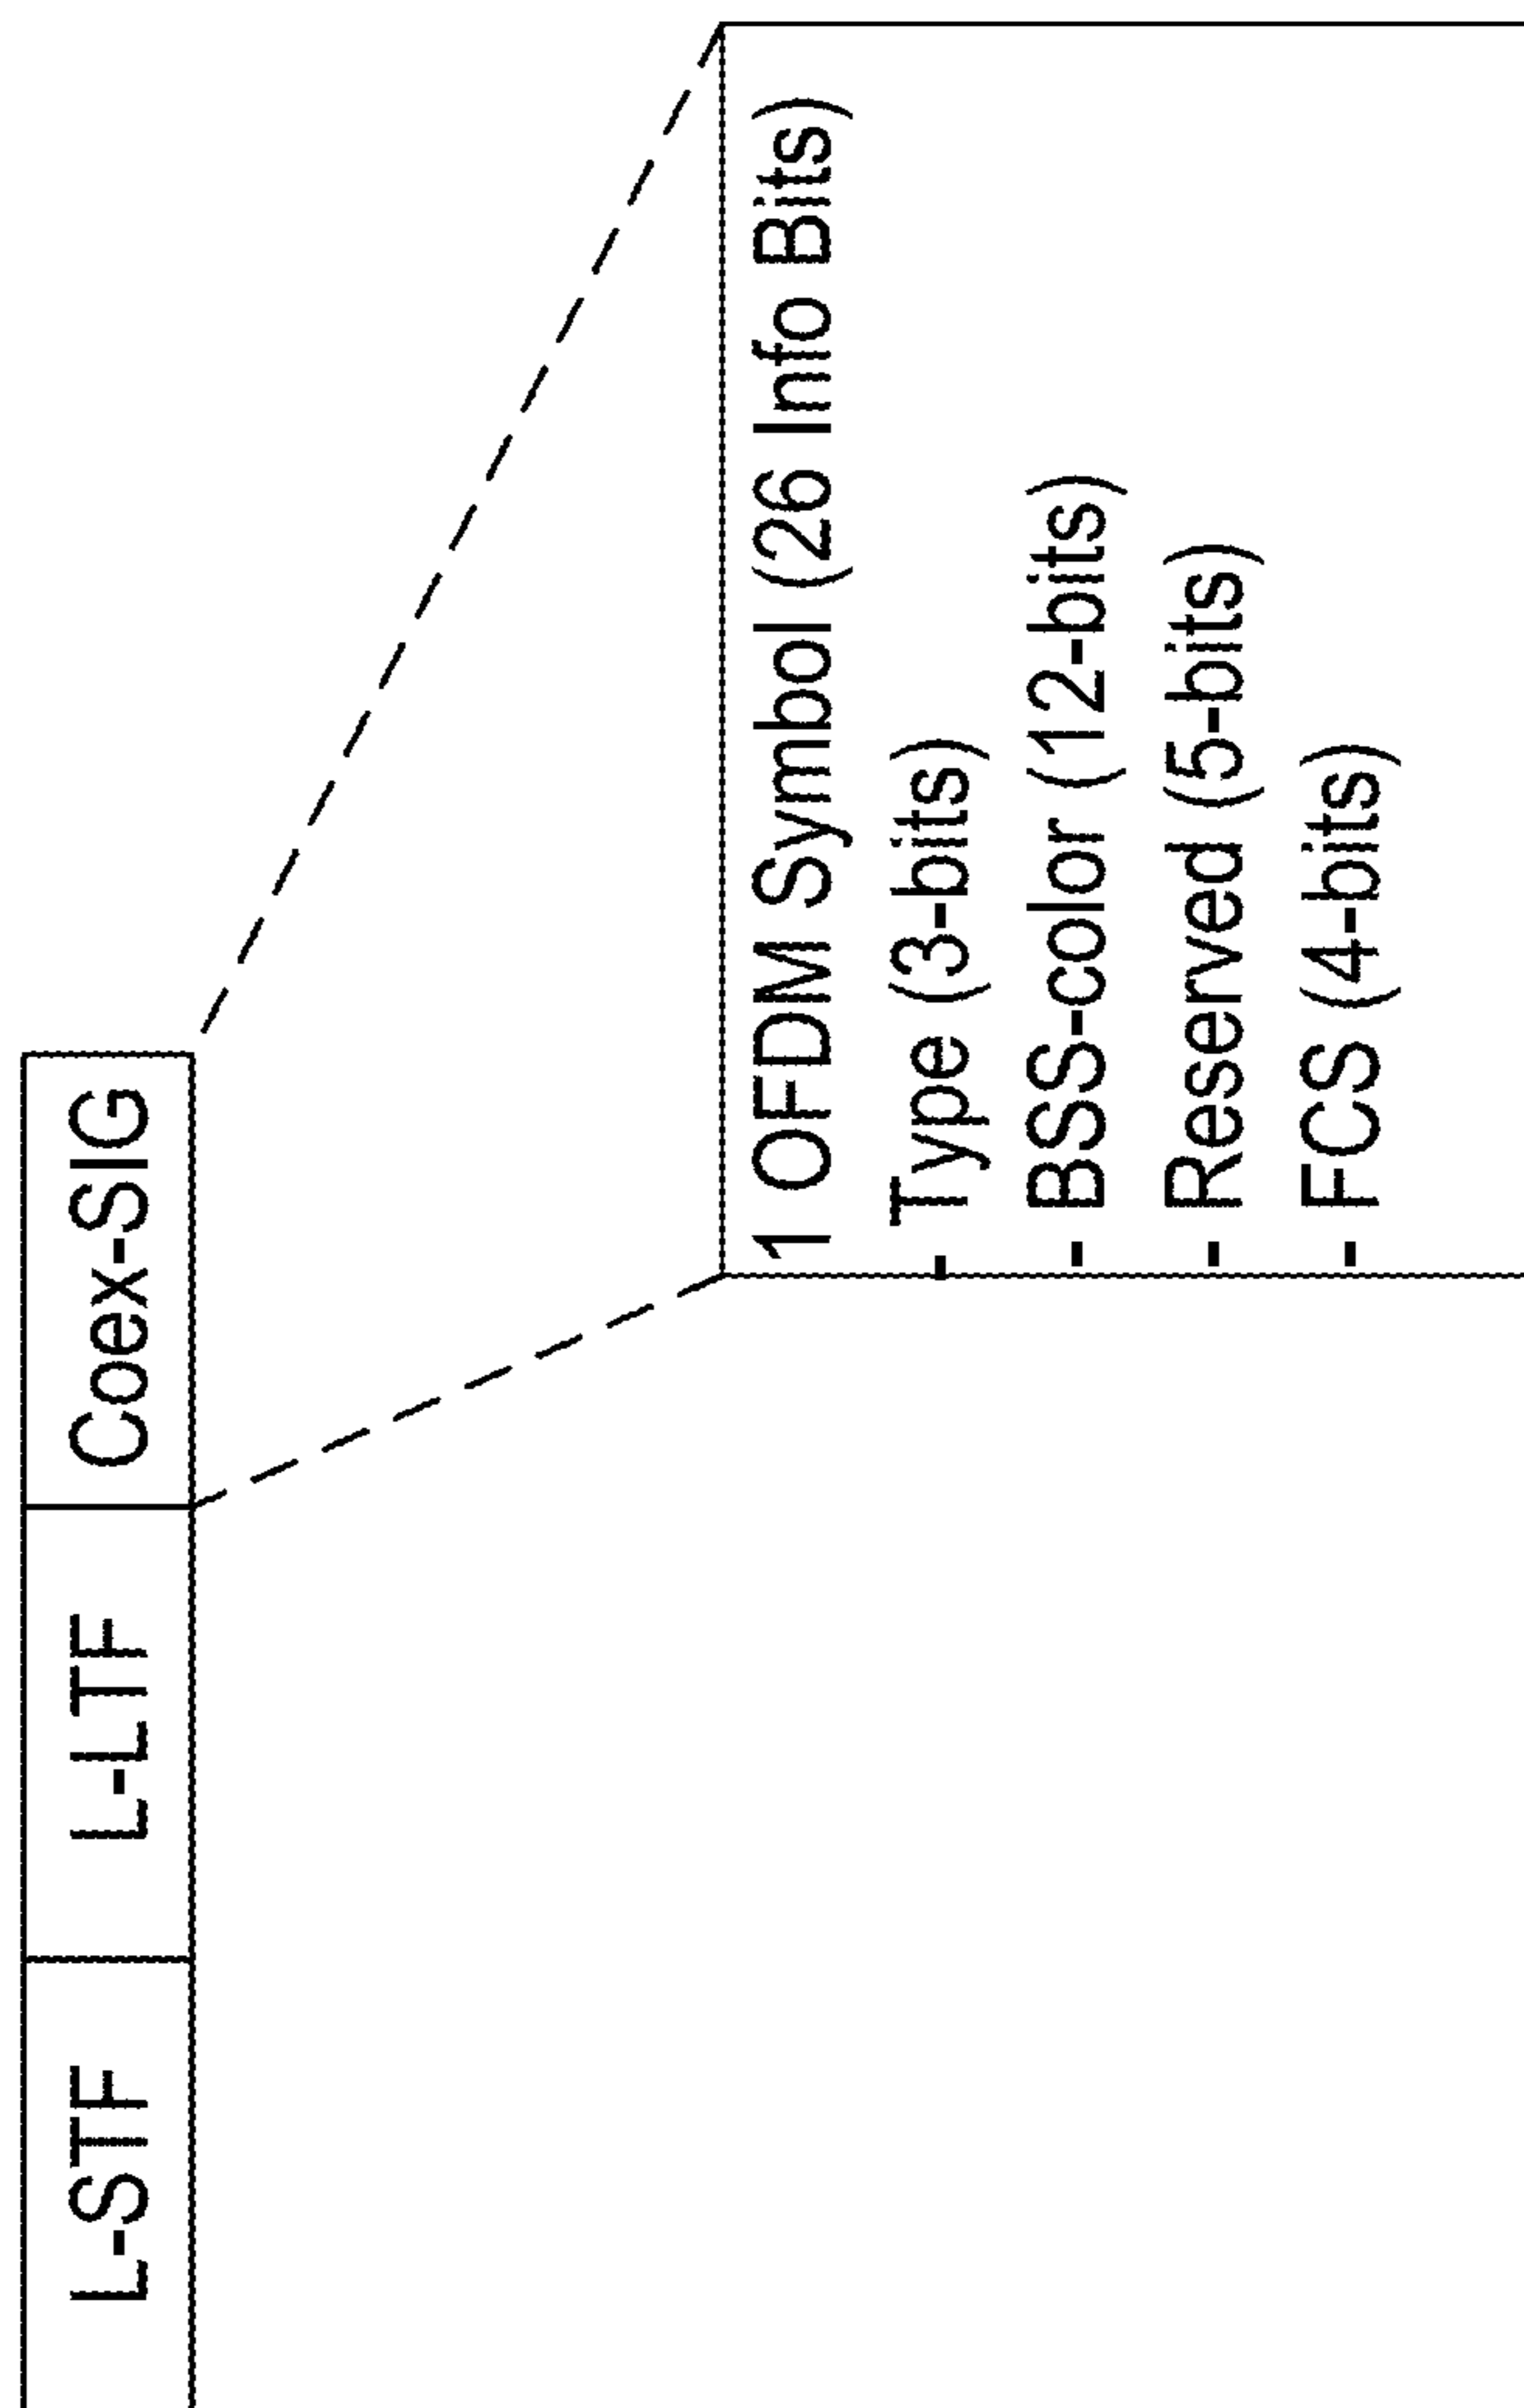 L-STF
L-LTF
Coex-SIG
1 OFDM Symbol (26 Info Bits)
- Type (3-bits)
- BSS-color (12-bits)
- Reserved (5-bits)
- FCS (4-bits)